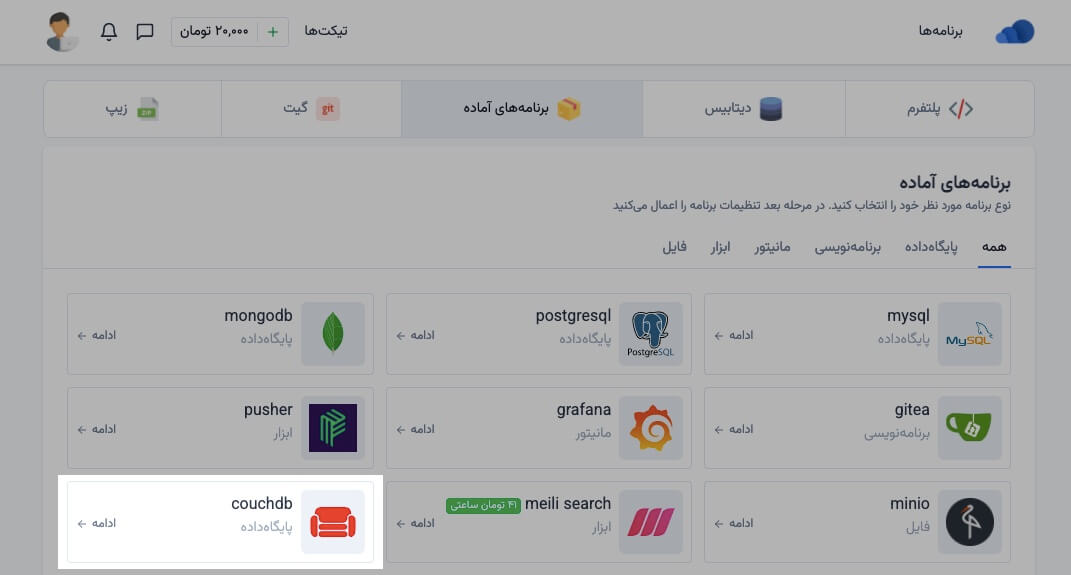 برنامه‌ها
تیکت‌ها
+ ۲۰,۰۰۰ تومان
پلتفرم
دیتابیس
برنامه‌های آماده
git گیت
ZIP زیپ
برنامه‌های آماده
نوع برنامه مورد نظر خود را انتخاب کنید. در مرحله بعد تنظیمات برنامه را اعمال می‌کنید
همه پایگاه‌داده برنامه‌نویسی مانیتور ابزار فایل
MySQL
mysql
پایگاه‌داده
ادامه ←
PostgreSQL
postgresql
پایگاه‌داده
ادامه ←
mongodb
پایگاه‌داده
ادامه ←
gitea
برنامه‌نویسی
ادامه ←
grafana
مانیتور
ادامه ←
pusher
ابزار
ادامه ←
minio
فایل
ادامه ←
meili search
۴۱ تومان ساعتی
ابزار
ادامه ←
couchdb
پایگاه‌داده
ادامه ←